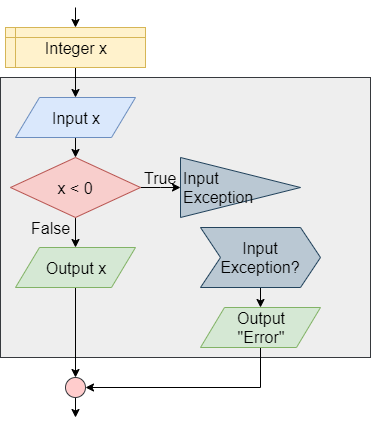 Integer x
Input x
x < 0
True
Input
Exception
False
Output x
Input
Exception?
Output
"Error"